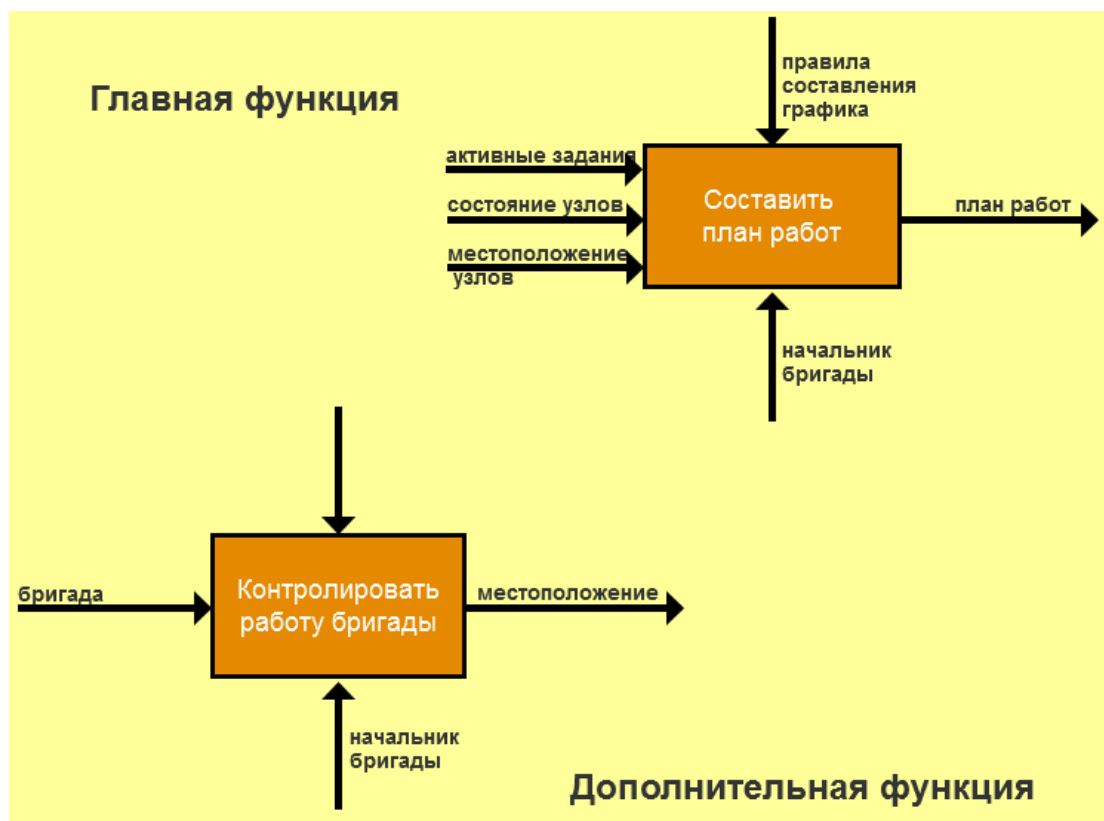 Главная функция
правила
составления
графика
активные задания
состояние узлов
местоположение
узлов
Составить
план работ
план работ
начальник
бригады
бригада
Контролировать
работу бригады
местоположение
начальник
бригады
Дополнительная функция